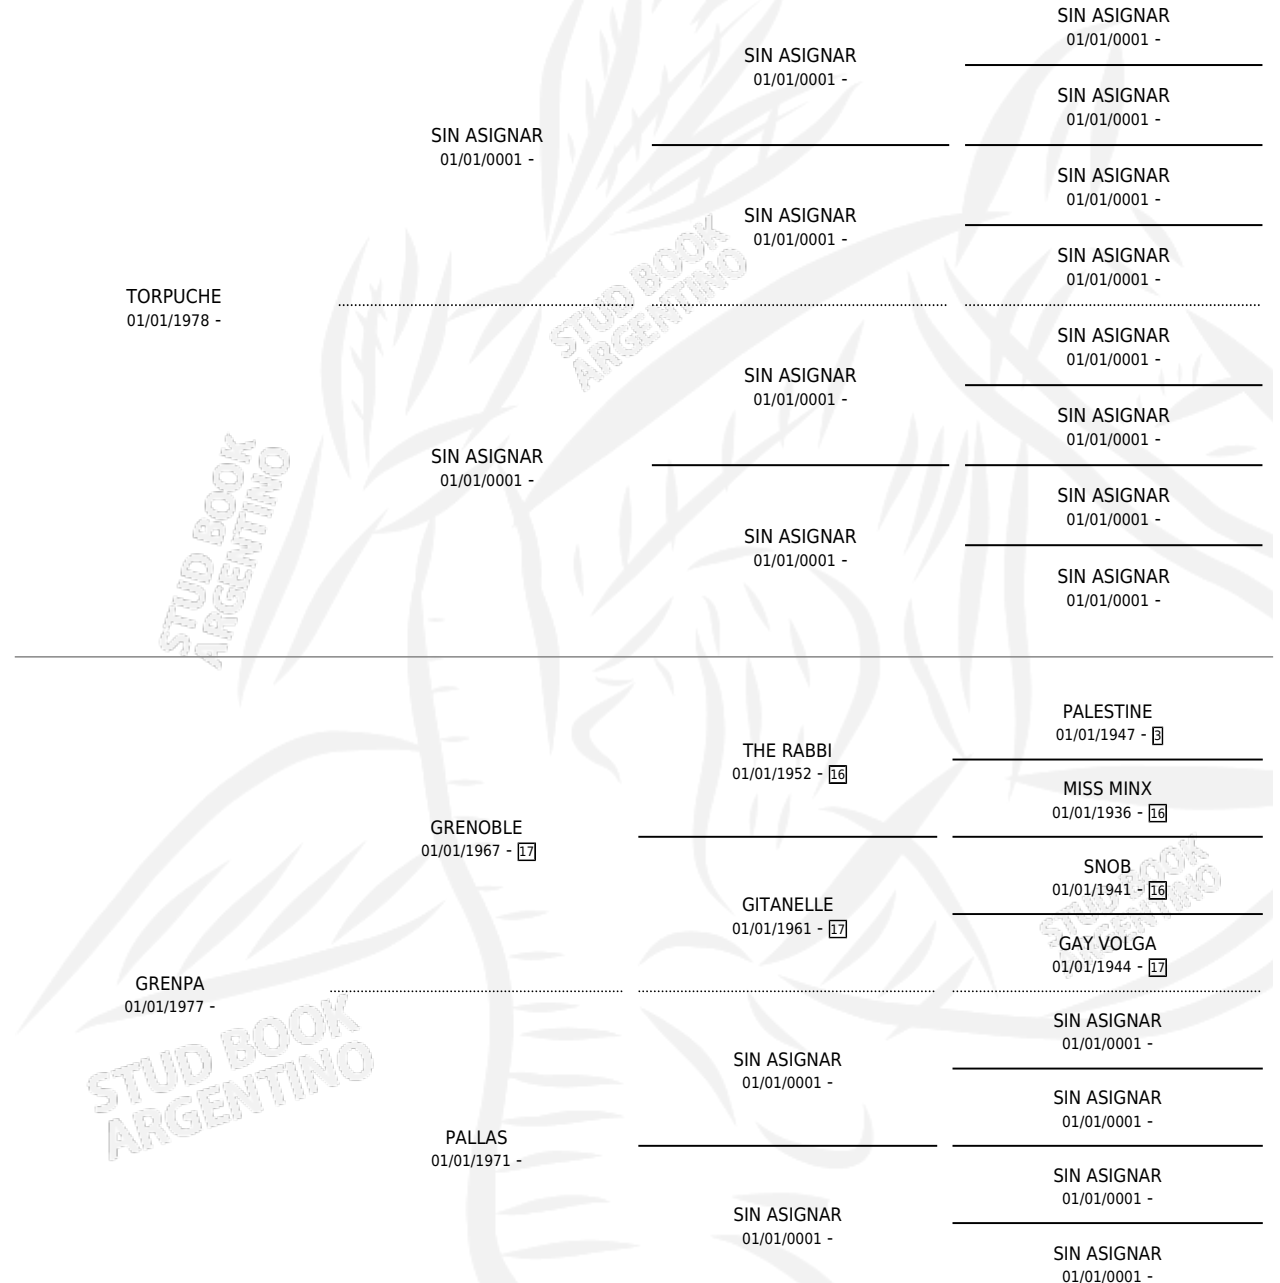 SIN ASIGNAR
01/01/0001 -
SIN ASIGNAR
01/01/0001 -
SIN ASIGNAR
01/01/0001 -
SIN ASIGNAR
01/01/0001 -
SIN ASIGNAR
01/01/0001 -
SIN ASIGNAR
01/01/0001 -
SIN ASIGNAR
01/01/0001 -
STUD BOOK
ARGENTINO
TORPUCHE
01/01/1978 -
SIN ASIGNAR
01/01/0001 -
SIN ASIGNAR
01/01/0001 -
SIN ASIGNAR
01/01/0001 -
SIN ASIGNAR
01/01/0001 -
SIN ASIGNAR
01/01/0001 -
SIN ASIGNAR
01/01/0001 -
SIN ASIGNAR
01/01/0001 -
STUD BOOK
ARGENTINO
PALESTINE
01/01/1947 - 3
THE RABBI
01/01/1952 - 16
MISS MINX
01/01/1936 - 16
GRENOBLE
01/01/1967 - 17
SNOB
01/01/1941 - 16
GITANELLE
01/01/1961 - 17
GAY VOLGA
01/01/1944 - 17
STUD BOOK
ARGENTINO
GRENPA
01/01/1977 -
SIN ASIGNAR
01/01/0001 -
SIN ASIGNAR
01/01/0001 -
STUD BOOK
ARGENTINO
SIN ASIGNAR
01/01/0001 -
PALLAS
01/01/1971 -
SIN ASIGNAR
01/01/0001 -
SIN ASIGNAR
01/01/0001 -
SIN ASIGNAR
01/01/0001 -